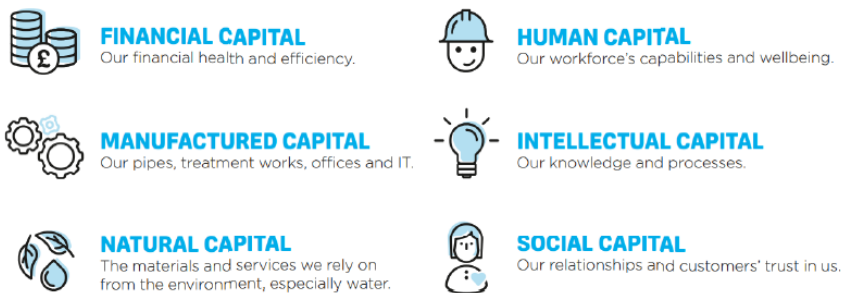 FINANCIAL CAPITAL
Our financial health and efficiency.
£
HUMAN CAPITAL
Our workforce's capabilities and wellbeing.
MANUFACTURED CAPITAL
Our pipes, treatment works, offices and IT.
INTELLECTUAL CAPITAL
Our knowledge and processes.
NATURAL CAPITAL
The materials and services we rely on
from the environment, especially water.
SOCIAL CAPITAL
Our relationships and customers' trust in us.